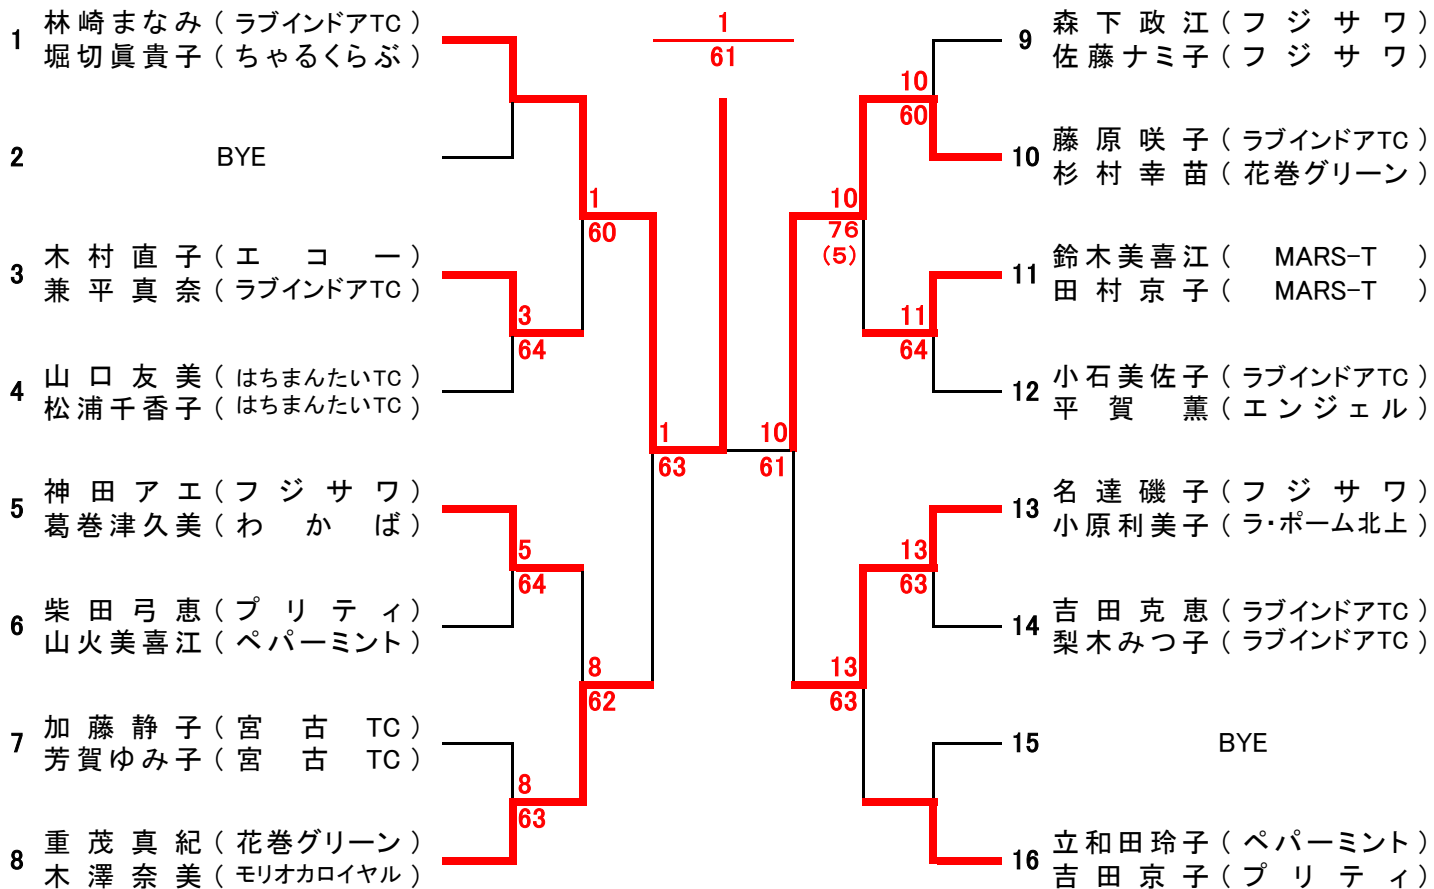 1 林崎まなみ ( ラブインドアTC )
堀切眞貴子 ( ちゃるくらぶ )
2 BYE
3 木村直子 ( エコー )
兼平真奈 ( ラブインドアTC )
4 山口友美 ( はちまんたいTC )
松浦千香子 ( はちまんたいTC )
5 神田アエ ( フジサワ )
葛巻津久美 ( わかば )
6 柴田弓恵 ( プリティ )
山火美喜江 ( ペパーミント )
7 加藤静子 ( 宮古TC )
芳賀ゆみ子 ( 宮古TC )
8 重茂真紀 ( 花巻グリーン )
木澤奈美 ( モリオカロイヤル )
1
60
3
64
5
64
8
62
8
63
1
63
1
61
10
61
10
60
10
76
(5)
11
64
13
63
13
63
9 森下政江 ( フジサワ )
佐藤ナミ子 ( フジサワ )
10 藤原咲子 ( ラブインドアTC )
杉村幸苗 ( 花巻グリーン )
11 鈴木美喜江 ( MARS-T )
田村京子 ( MARS-T )
12 小石美佐子 ( ラブインドアTC )
平賀薫 ( エンジェル )
13 名達磯子 ( フジサワ )
小原利美子 ( ラ・ポーム北上 )
14 吉田克恵 ( ラブインドアTC )
梨木みつ子 ( ラブインドアTC )
15 BYE
16 立和田玲子 ( ペパーミント )
吉田京子 ( プリティ )